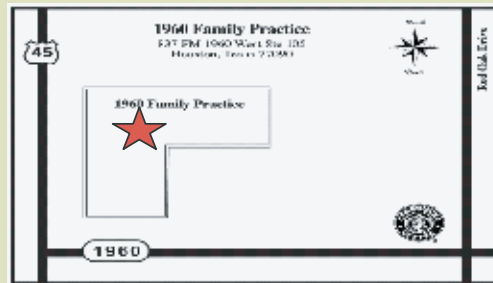 1960 Family Practice
837 FM 1960 West Ste 105
Houston, Texas 77090
45
Red Oak Drive
1960 Family Practice
1960